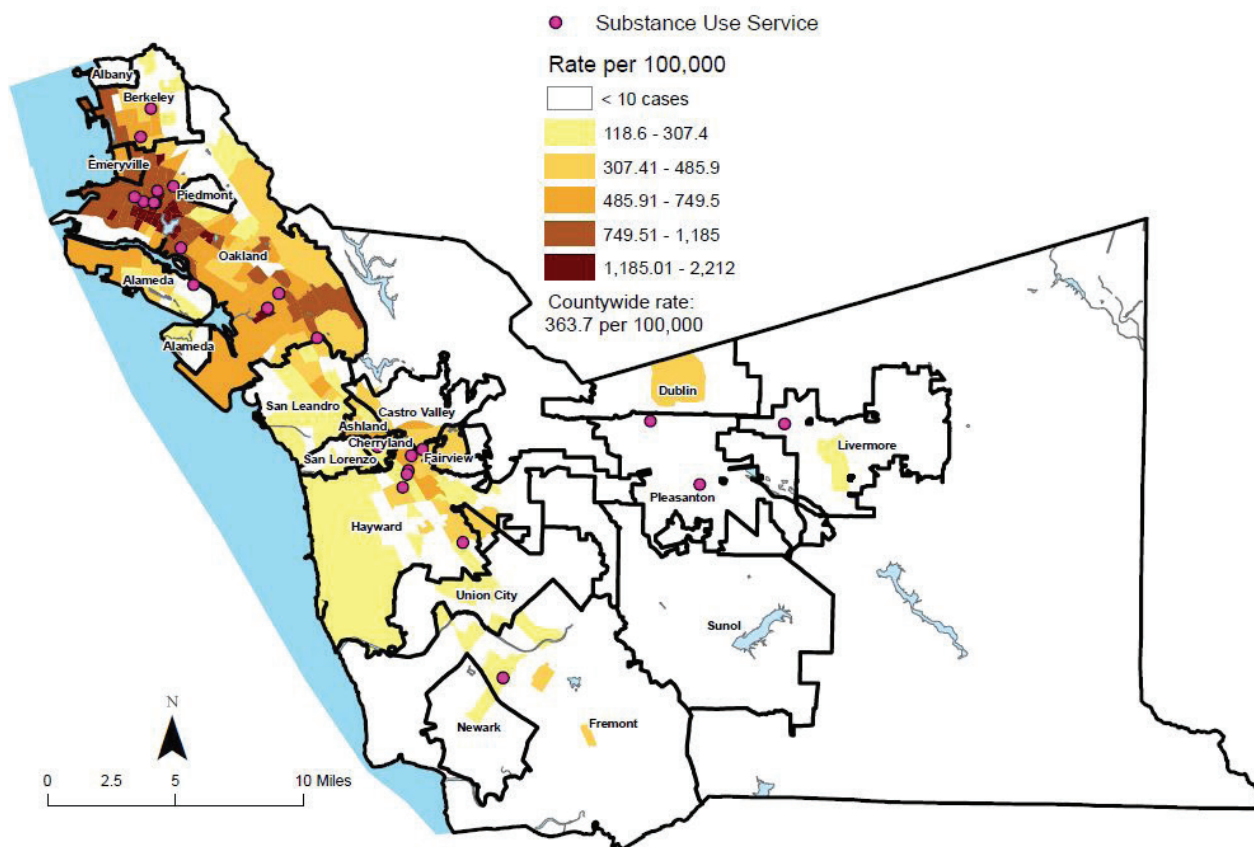 Substance Use Service
Rate per 100,000
< 10 cases
118.6 - 307.4
307.41 - 485.9
485.91 - 749.5
749.51 - 1,185
1,185.01 - 2,212
Countywide rate:
363.7 per 100,000
Albany
Berkeley
Emeryville
Piedmont
Oakland
Alameda
Alameda
San Leandro
Ashland
Castro Valley
Cherryland
San Lorenzo
Fairview
Dublin
Livermore
Pleasanton
Hayward
Union City
Sunol
Newark
Fremont
N
0 2.5 5 10 Miles